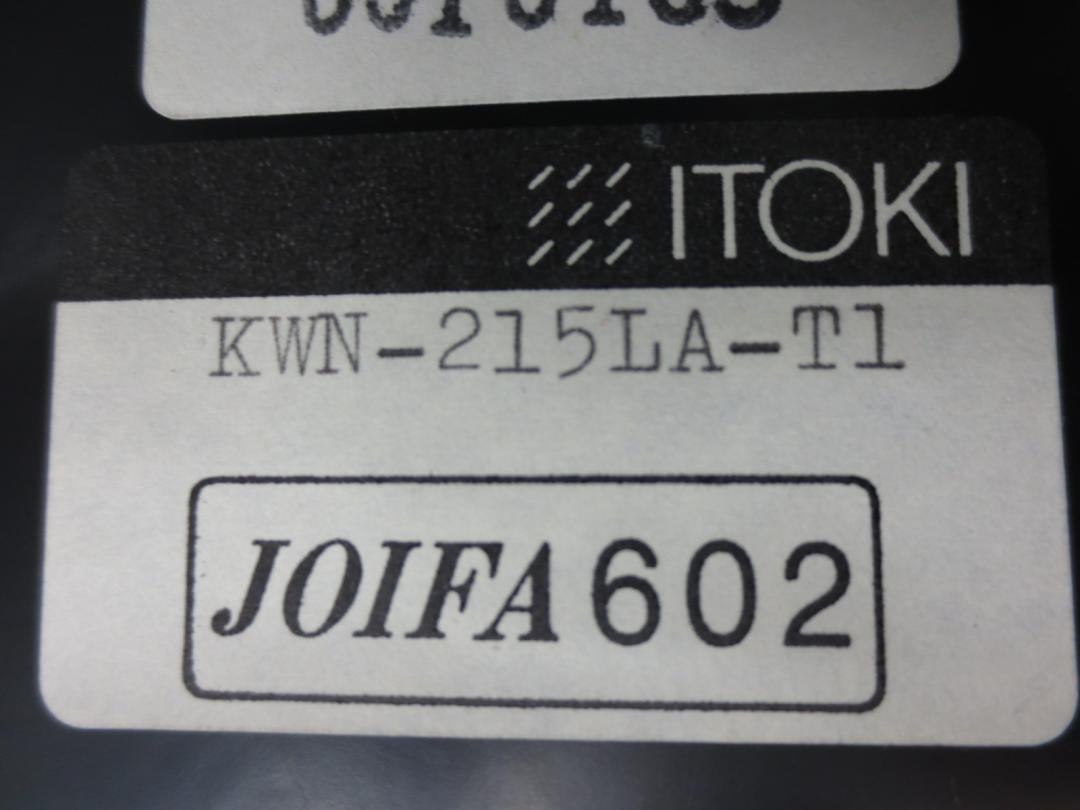 ITOKI
KWN-215LA-T1
JOIFA 602